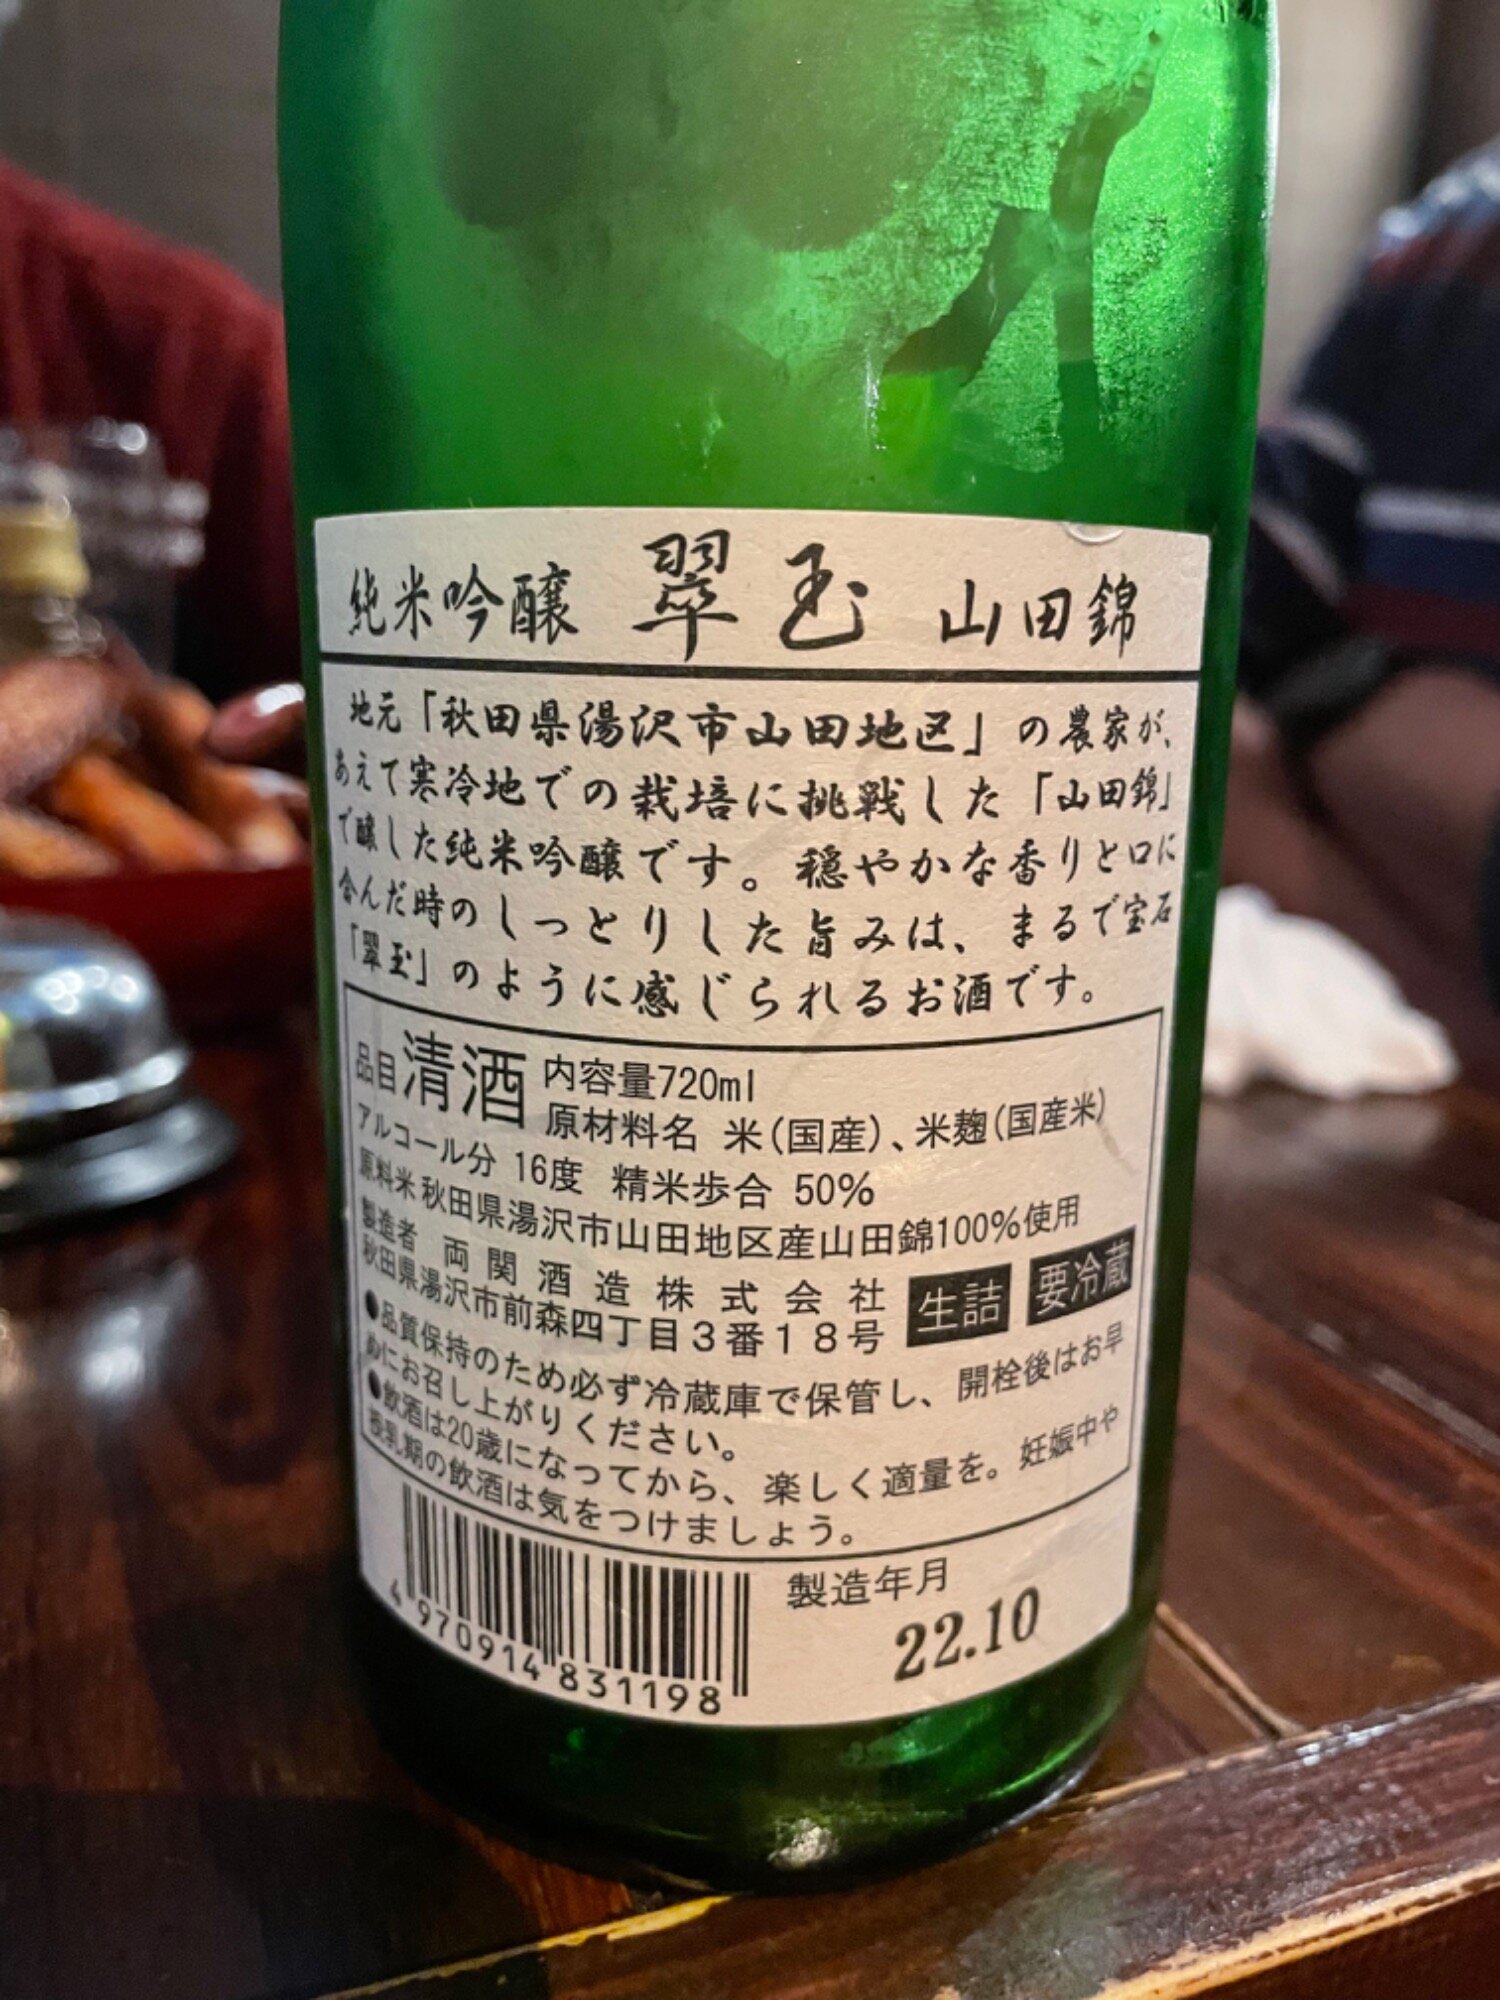 純米吟醸 翠玉 山田錦
地元「秋田県湯沢市山田地区」の農家が、
あえて寒冷地での栽培に挑戦した「山田錦」
で醸した純米吟醸です。穏やかな香りと口に
含んだ時のしっとりした旨みは、まるで宝石
「翠玉」のように感じられるお酒です。
品目 清酒 内容量720ml
原材料名 米(国産)、米麹(国産米)
アルコール分 16度 精米歩合 50%
原料米 秋田県湯沢市山田地区産山田錦100%使用
製造者 両関酒造株式会社
秋田県湯沢市前森四丁目3番18号
生詰 要冷蔵
●品質保持のため必ず冷蔵庫で保管し、開栓後はお早
めにお召し上がりください。
●飲酒は20歳になってから、楽しく適量を。妊娠中や
授乳期の飲酒は気をつけましょう。
4 970914 831198
製造年月
22.10